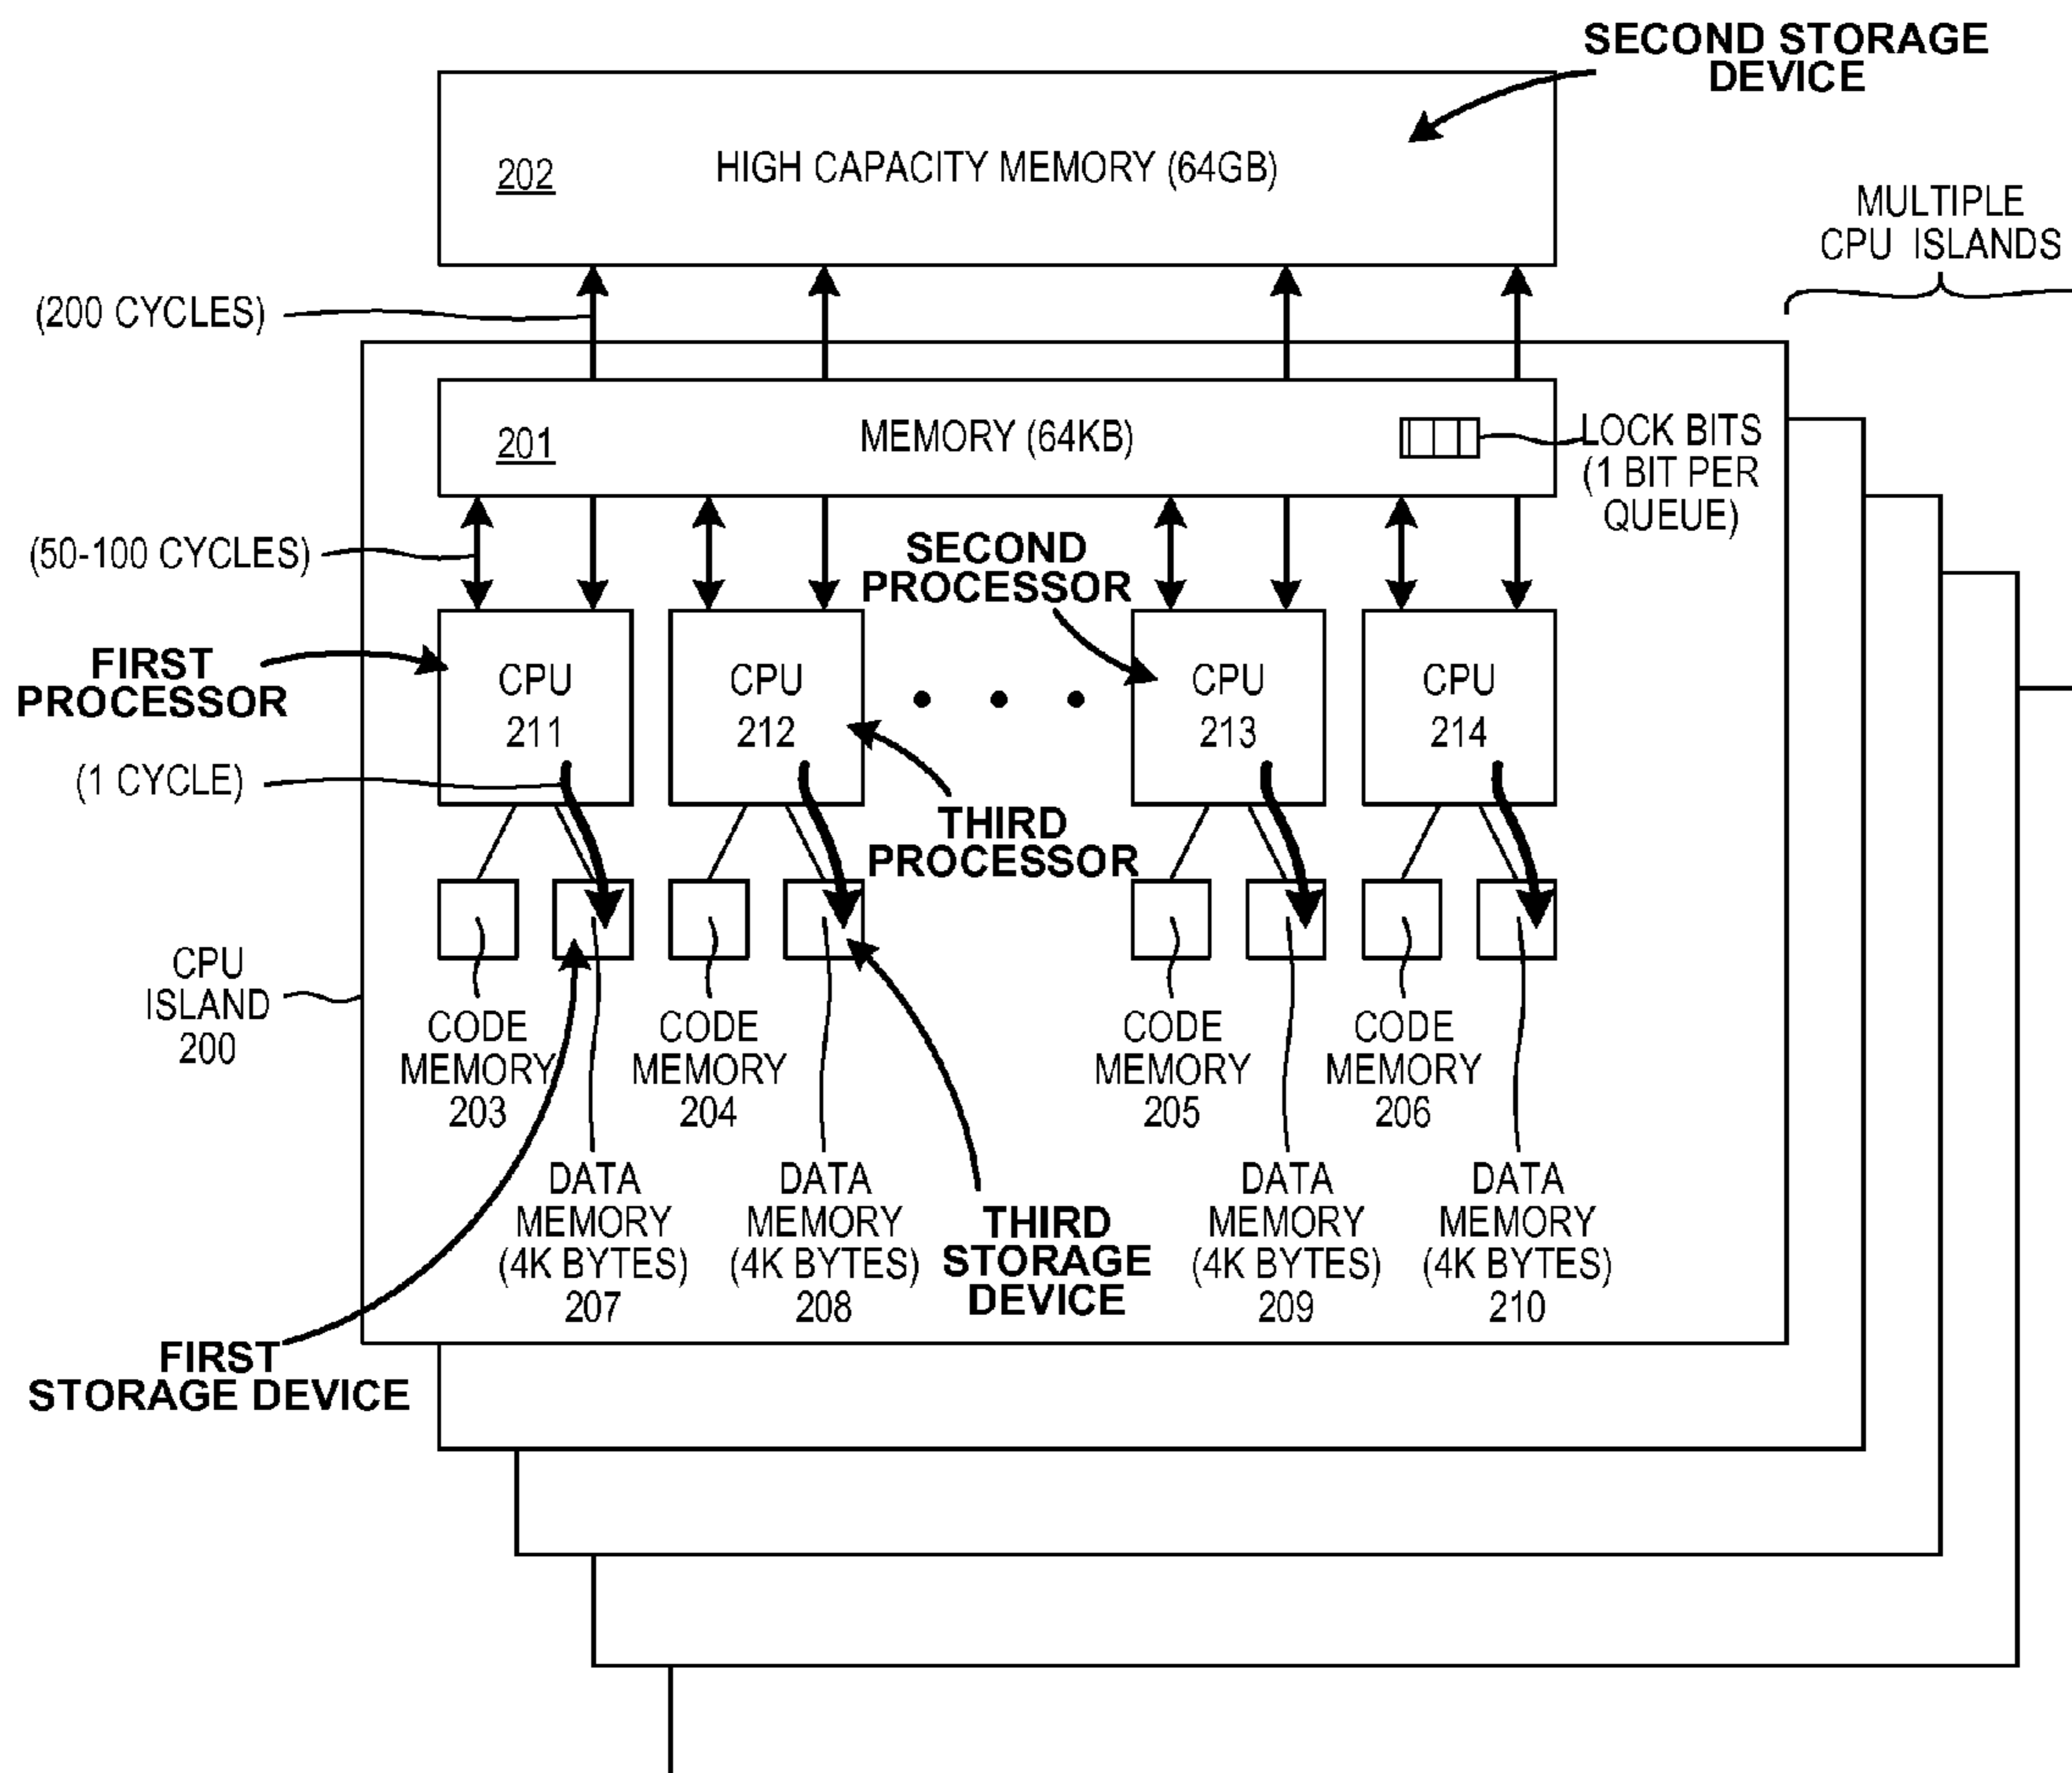 SECOND STORAGE
DEVICE
202
HIGH CAPACITY MEMORY (64GB)
MULTIPLE
CPU ISLANDS
(200 CYCLES)
201
MEMORY (64KB)
LOCK BITS
(1 BIT PER
QUEUE)
(50-100 CYCLES)
SECOND
PROCESSOR
FIRST
PROCESSOR
CPU
211
CPU
212
CPU
213
CPU
214
(1 CYCLE)
THIRD
PROCESSOR
CPU
ISLAND
200
CODE
MEMORY
203
CODE
MEMORY
204
CODE
MEMORY
205
CODE
MEMORY
206
DATA
MEMORY
(4K BYTES)
207
DATA
MEMORY
(4K BYTES)
208
THIRD
STORAGE
DEVICE
DATA
MEMORY
(4K BYTES)
209
DATA
MEMORY
(4K BYTES)
210
FIRST
STORAGE DEVICE